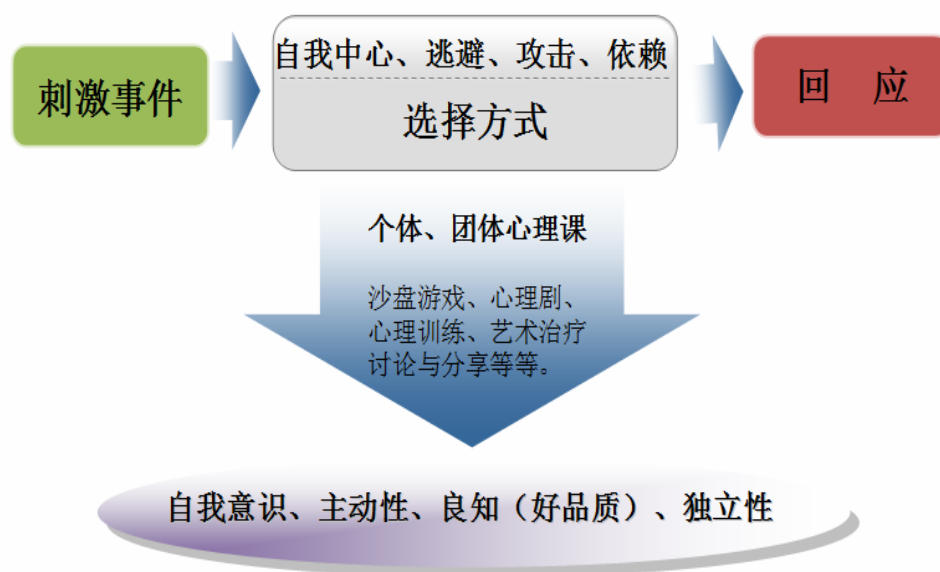 刺激事件
自我中心、逃避、攻击、依赖
选择方式
回 应
个体、团体心理课
沙盘游戏、心理剧、
心理训练、艺术治疗
讨论与分享等等。
自我意识、主动性、良知（好品质）、独立性